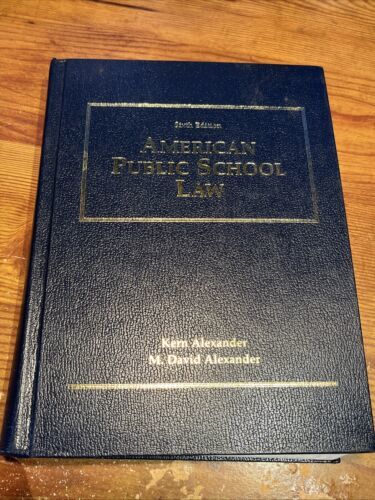 Sixth Edition
AMERICAN
PUBLIC SCHOOL
LAW
Kern Alexander
M. David Alexander